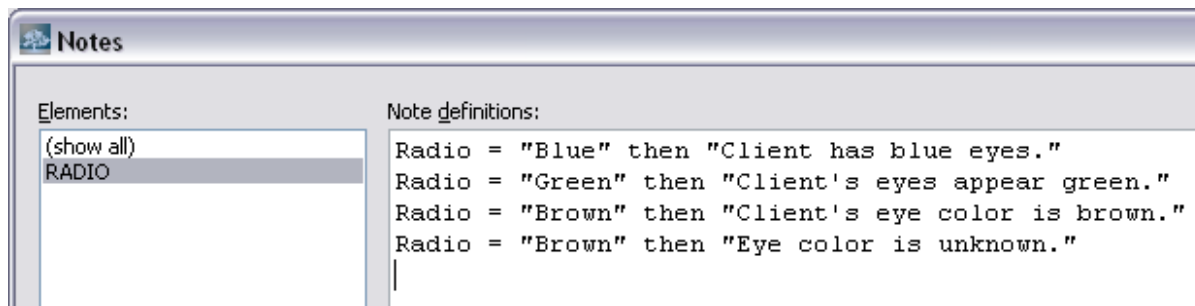 Notes
Elements:
(show all)
RADIO
Note definitions:
Radio = "Blue" then "Client has blue eyes."
Radio = "Green" then "Client's eyes appear green."
Radio = "Brown" then "Client's eye color is brown."
Radio = "Brown" then "Eye color is unknown."